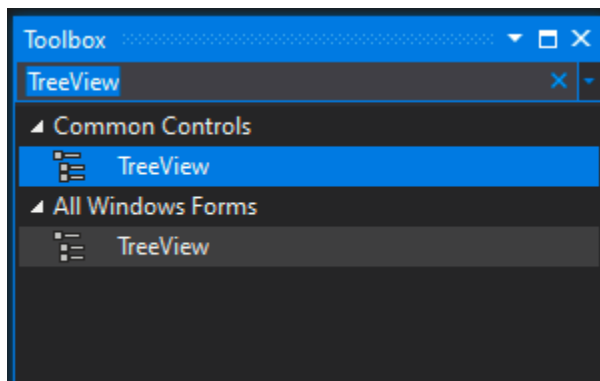 Toolbox
TreeView
Common Controls
TreeView
All Windows Forms
TreeView